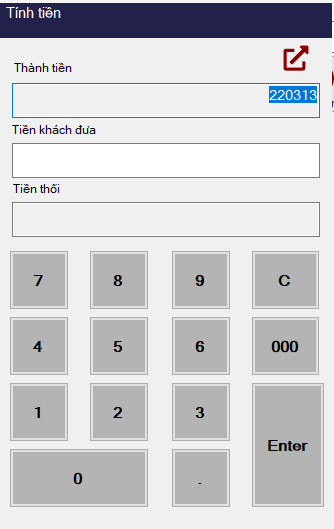 Tính tiền
Thành tiền
220313
Tiền khách đưa
Tiền thối
7 8 9 C
4 5 6 000
1 2 3
Enter
0 .